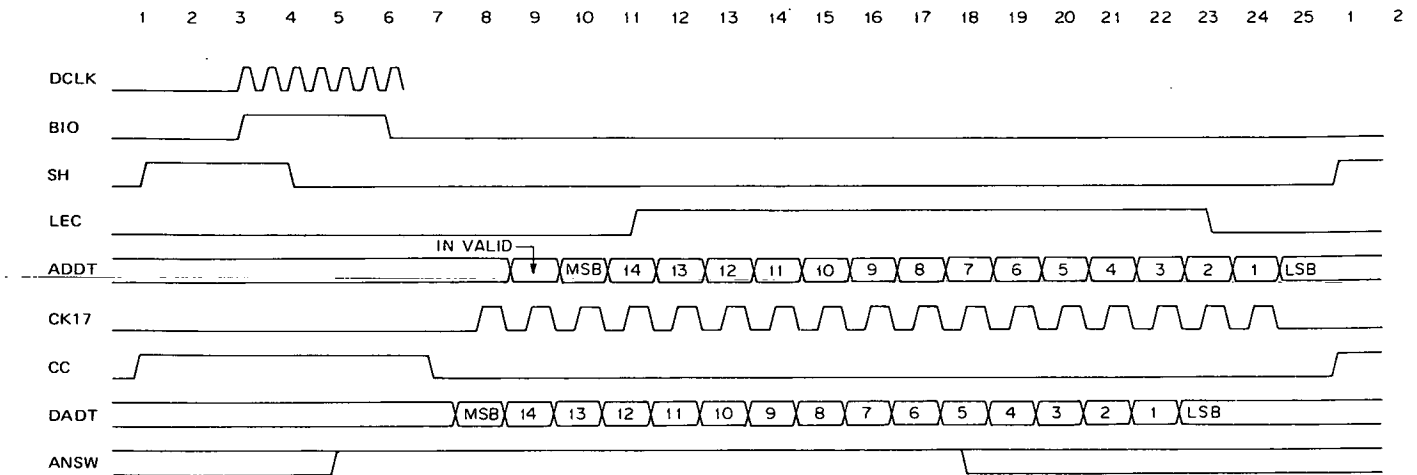 1 2 3 4 5 6 7 8 9 10 11 12 13 14 15 16 17 18 19 20 21 22 23 24 25 1 2
DCLK
BIO
SH
LEC
IN VALID
ADDT MSB 14 13 12 11 10 9 8 7 6 5 4 3 2 1 LSB
CK17
CC
DADT MSB 14 13 12 11 10 9 8 7 6 5 4 3 2 1 LSB
ANSW